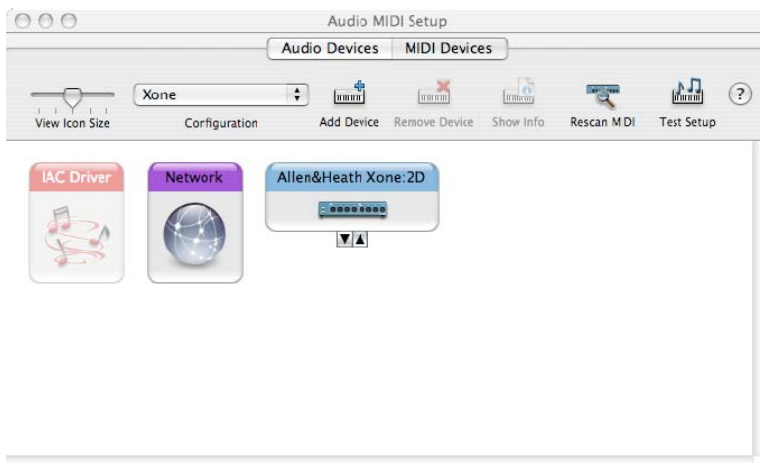 Audio MIDI Setup
Audio Devices MIDI Devices
Xone
View Icon Size Configuration Add Device Remove Device Show Info Rescan MIDI Test Setup ?
IAC Driver Network Allen&Heath Xone:2D